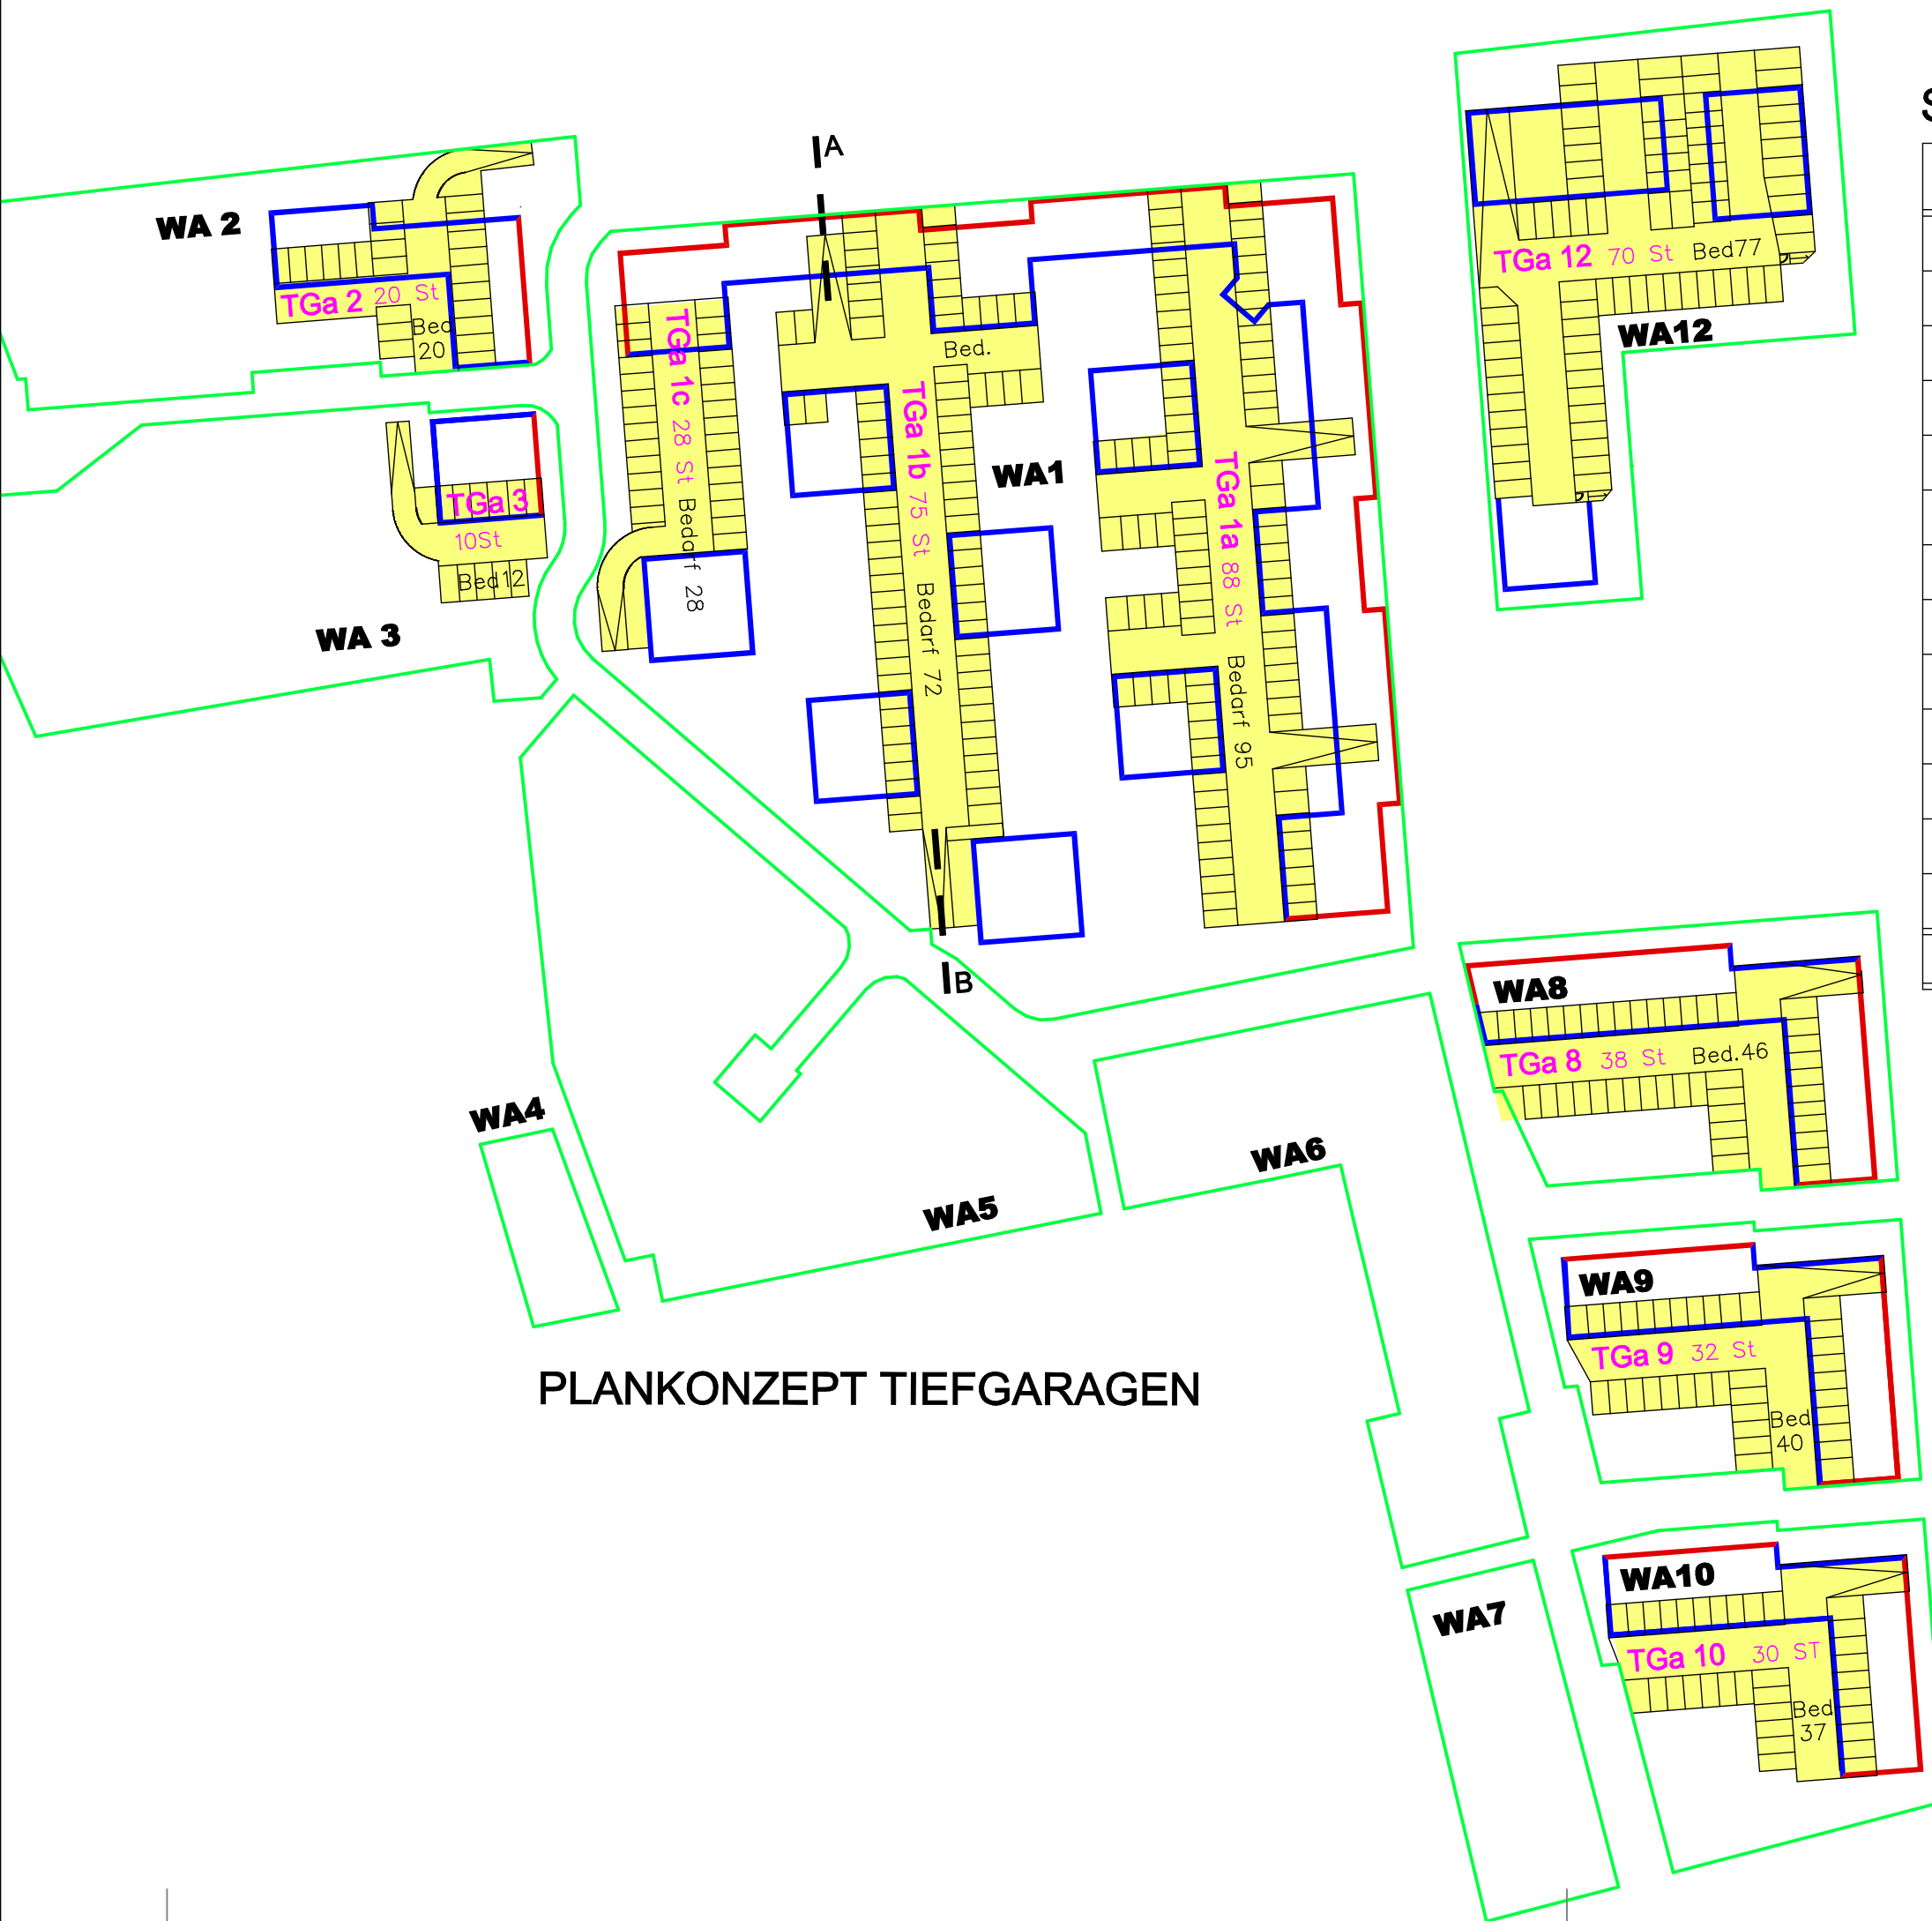 A
WA 2
TGa 2 20 St
Bed
20
TGa 3
10St
Bed12
WA 3
TGa 1c 28 St Bedarf 28
Bed.
TGa 1b 75 St Bedarf 72
WA1
TGa 1a 88 St Bedarf 95
TGa 12 70 St Bed77
WA12
B
WA8
TGa 8 38 St Bed.46
WA4
WA5
WA6
WA9
TGa 9 32 St
Bed
40
PLANKONZEPT TIEFGARAGEN
WA10
WA7
TGa 10 30 ST
Bed
37